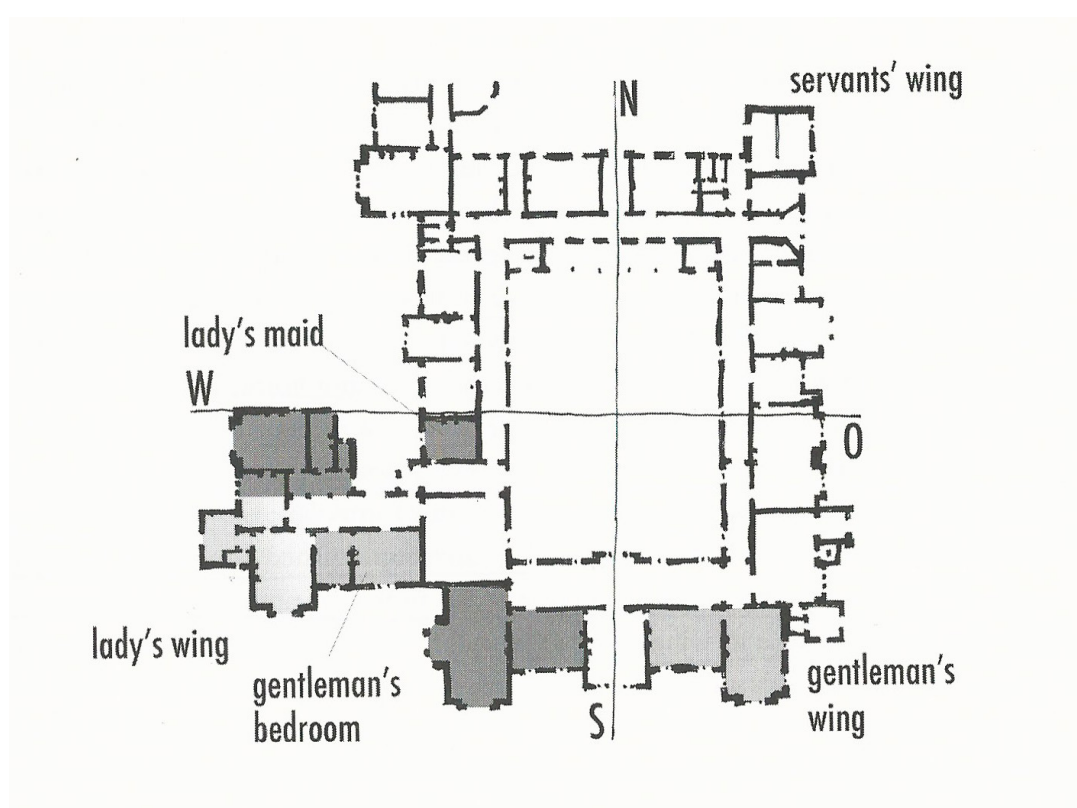 servants' wing
N
lady's maid
W
O
lady's wing
gentleman's
bedroom
S
gentleman's
wing